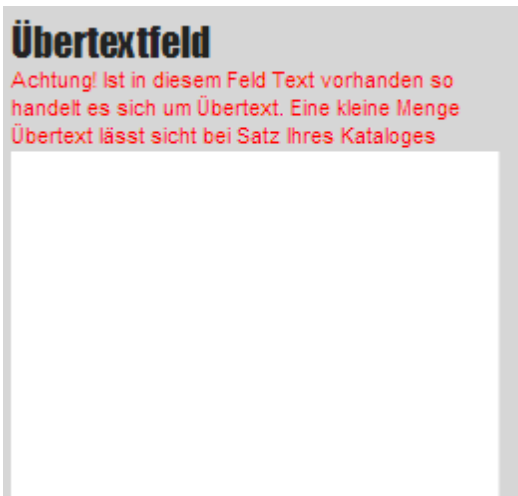 Übertextfeld
Achtung! Ist in diesem Feld Text vorhanden so
handelt es sich um Übertext. Eine kleine Menge
Übertext lässt sicht bei Satz Ihres Kataloges